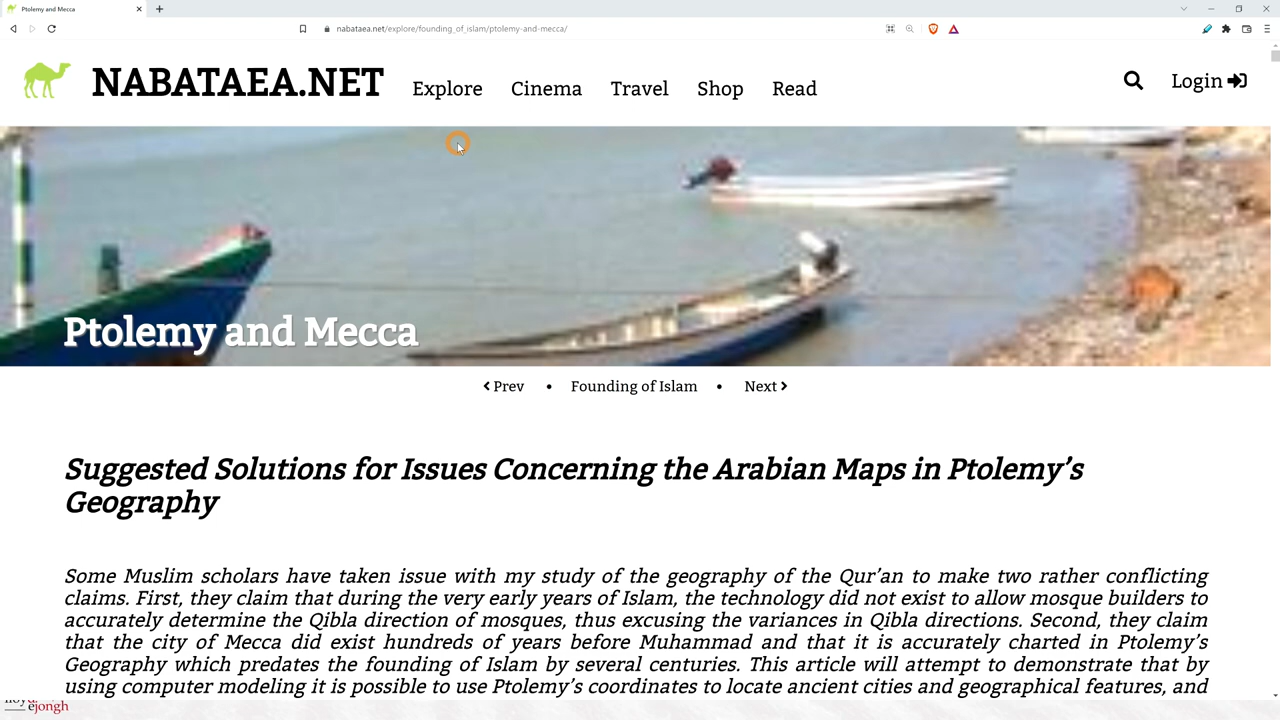 Ptolemy and Mecca
nabataea.net/explore/founding_of_islam/ptolemy-and-mecca/
NABATAEA.NET
Explore
Cinema
Travel
Shop
Read
Login
Ptolemy and Mecca
Prev • Founding of Islam • Next
Suggested Solutions for Issues Concerning the Arabian Maps in Ptolemy’s
Geography
Some Muslim scholars have taken issue with my study of the geography of the Qur’an to make two rather conflicting
claims. First, they claim that during the very early years of Islam, the technology did not exist to allow mosque builders to
accurately determine the Qibla direction of mosques, thus excusing the variances in Qibla directions. Second, they claim
that the city of Mecca did exist hundreds of years before Muhammad and that it is accurately charted in Ptolemy’s
Geography which predates the founding of Islam by several centuries. This article will attempt to demonstrate that by
using computer modeling it is possible to use Ptolemy’s coordinates to locate ancient cities and geographical features, and
ejongh